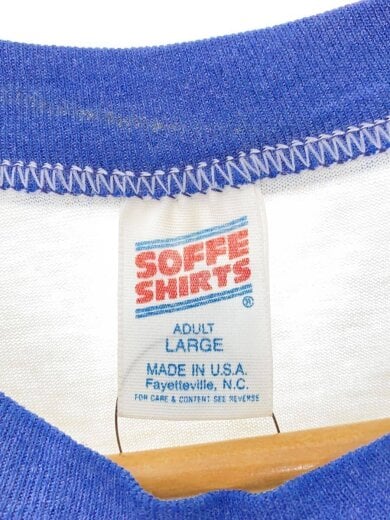 SOFFE
SHIRTS
®
ADULT
LARGE
MADE IN U.S.A.
Fayetteville, N.C.
FOR CARE & CONTENT SEE REVERSE